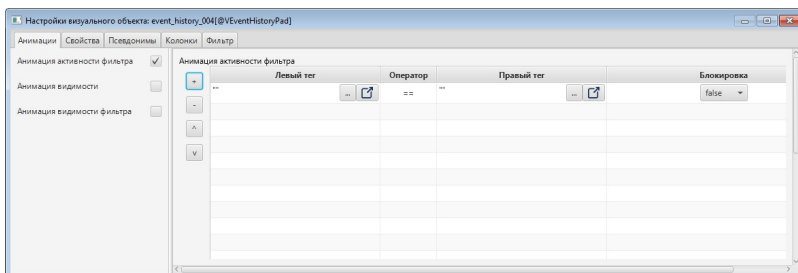 Настройки визуального объекта: event_history_004[@VEventHistoryPad]
Анимации Свойства Псевдонимы Колонки Фильтр
Анимация активности фильтра
Анимация видимости
Анимация видимости фильтра
Анимация активности фильтра
Левый тег Оператор Правый тег Блокировка
+ "" ... == "" ... false
-
^
v